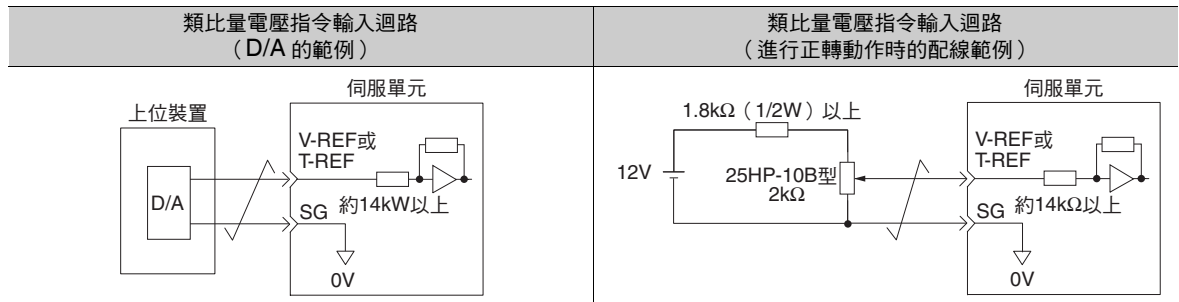 類比量電壓指令輸入迴路
（D/A 的範例）
類比量電壓指令輸入迴路
（進行正轉動作時的配線範例）
上位裝置
伺服單元
V-REF或
T-REF
D/A
SG
約14kW以上
0V
伺服單元
1.8kΩ（1/2W）以上
V-REF或
T-REF
12V
25HP-10B型
2kΩ
SG
約14kΩ以上
0V